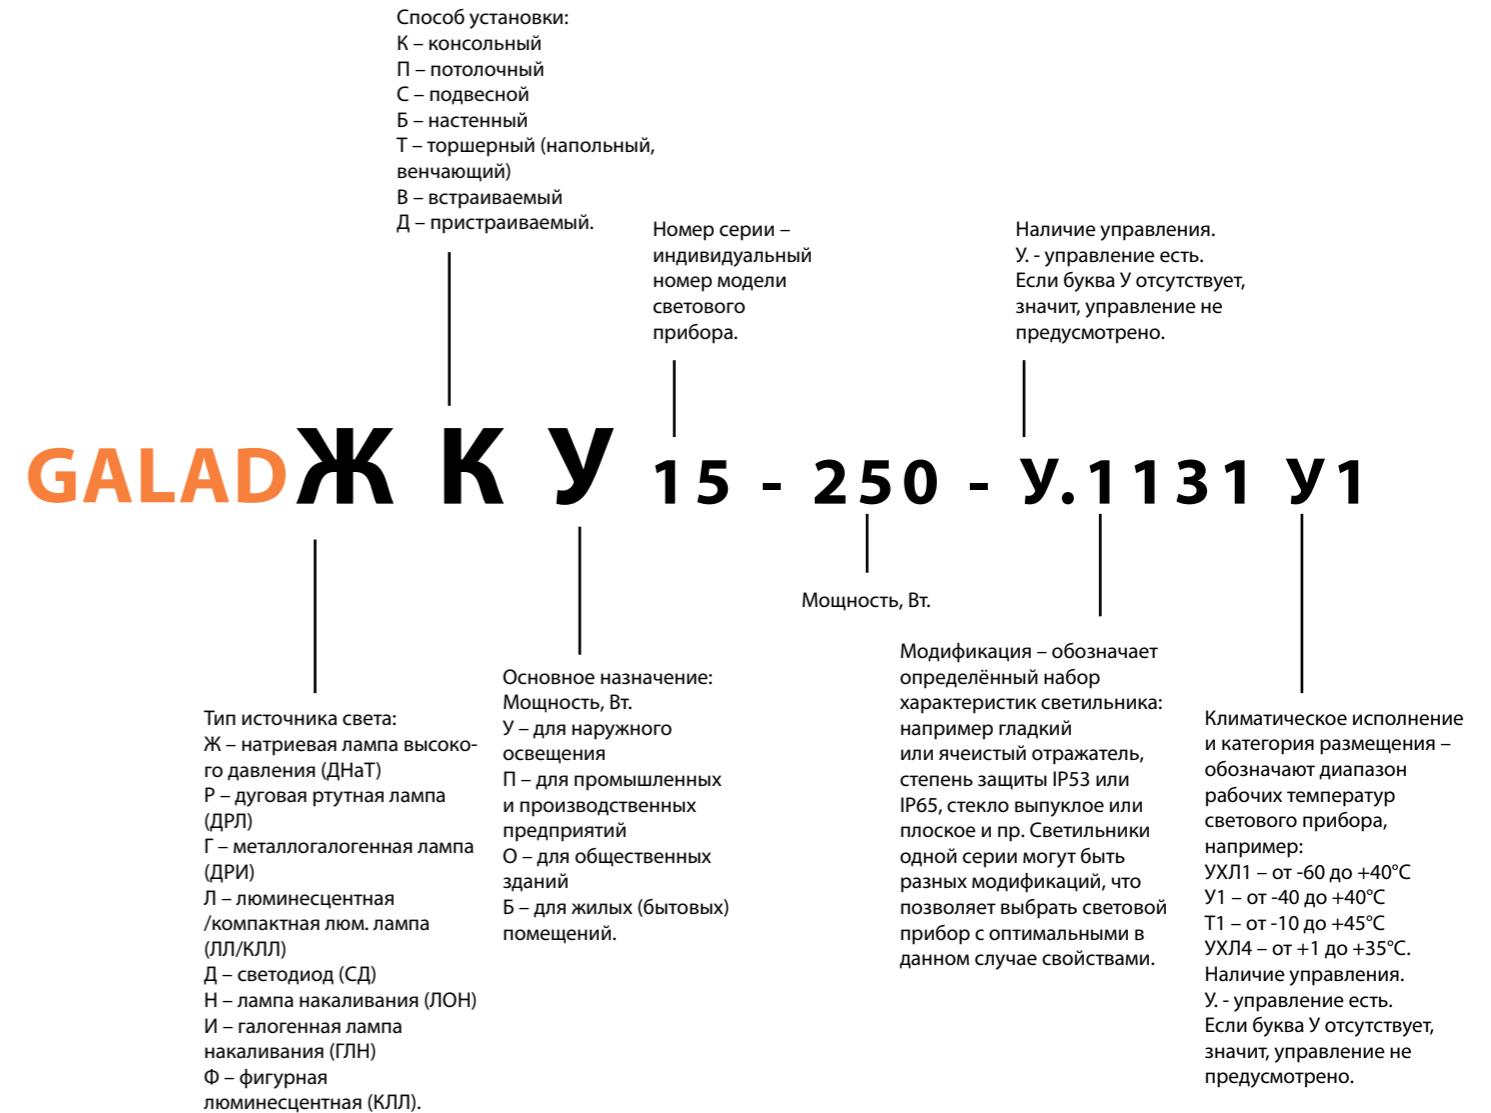 Способ установки:
К – консольный
П – потолочный
С – подвесной
Б – настенный
Т – торшерный (напольный,
венчающий)
В – встраиваемый
Д – пристраиваемый.
Номер серии –
индивидуальный
номер модели
светового
прибора.
Наличие управления.
У. - управление есть.
Если буква У отсутствует,
значит, управление не
предусмотрено.
GALAD Ж К У 15 - 250 - У.1131 У1
Мощность, Вт.
Тип источника света:
Ж – натриевая лампа высоко-
го давления (ДНаТ)
Р – дуговая ртутная лампа
(ДРЛ)
Г – металлогалогенная лампа
(ДРИ)
Л – люминесцентная
/компактная люм. лампа
(ЛЛ/КЛЛ)
Д – светодиод (СД)
Н – лампа накаливания (ЛОН)
И – галогенная лампа
накаливания (ГЛН)
Ф – фигурная
люминесцентная (КЛЛ).
Основное назначение:
Мощность, Вт.
У – для наружного
освещения
П – для промышленных
и производственных
предприятий
О – для общественных
зданий
Б – для жилых (бытовых)
помещений.
Модификация – обозначает
определённый набор
характеристик светильника:
например гладкий
или ячеистый отражатель,
степень защиты IP53 или
IP65, стекло выпуклое или
плоское и пр. Светильники
одной серии могут быть
разных модификаций, что
позволяет выбрать световой
прибор с оптимальными в
данном случае свойствами.
Климатическое исполнение
и категория размещения –
обозначают диапазон
рабочих температур
светового прибора,
например:
УХЛ1 – от -60 до +40°С
У1 – от -40 до +40°С
Т1 – от -10 до +45°С
УХЛ4 – от +1 до +35°С.
Наличие управления.
У. - управление есть.
Если буква У отсутствует,
значит, управление не
предусмотрено.